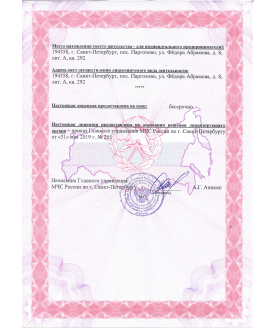 Место нахождения (место жительства - для индивидуального предпринимателя):
194358, г. Санкт-Петербург, пос. Парголово, ул. Фёдора Абрамова, д. 8,
лит. А, кв. 292
Адреса мест осуществления лицензируемого вида деятельности:
194358, г. Санкт-Петербург, пос. Парголово, ул. Фёдора Абрамова, д. 8,
лит. А, кв. 292
*****
Настоящая лицензия предоставлена на срок: бессрочно
Настоящая лицензия предоставлена на основании решения лицензирующего
органа – приказ Главного управления МЧС России по г. Санкт-Петербургу
от «31» мая 2019 г. № 265
Начальник Главного управления
МЧС России по г. Санкт-Петербургу А.Г. Аникин